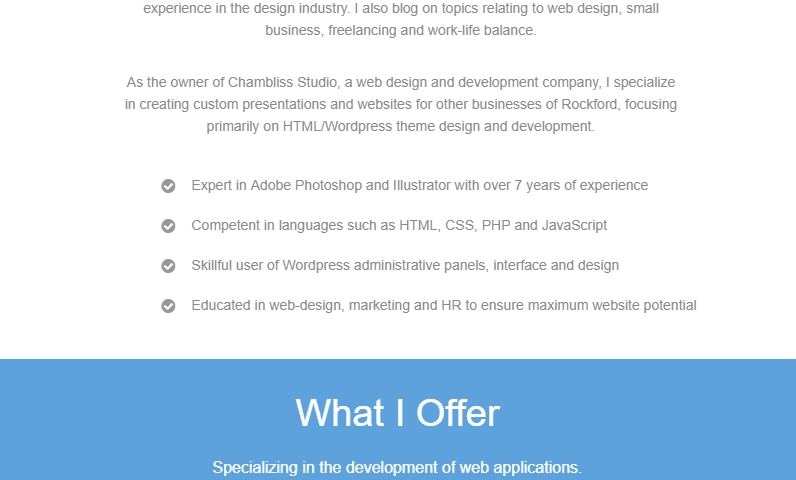 experience in the design industry. I also blog on topics relating to web design, small
business, freelancing and work-life balance.
As the owner of Chambliss Studio, a web design and development company, I specialize
in creating custom presentations and websites for other businesses of Rockford, focusing
primarily on HTML/Wordpress theme design and development.
Expert in Adobe Photoshop and Illustrator with over 7 years of experience
Competent in languages such as HTML, CSS, PHP and JavaScript
Skillful user of Wordpress administrative panels, interface and design
Educated in web-design, marketing and HR to ensure maximum website potential
What I Offer
Specializing in the development of web applications.